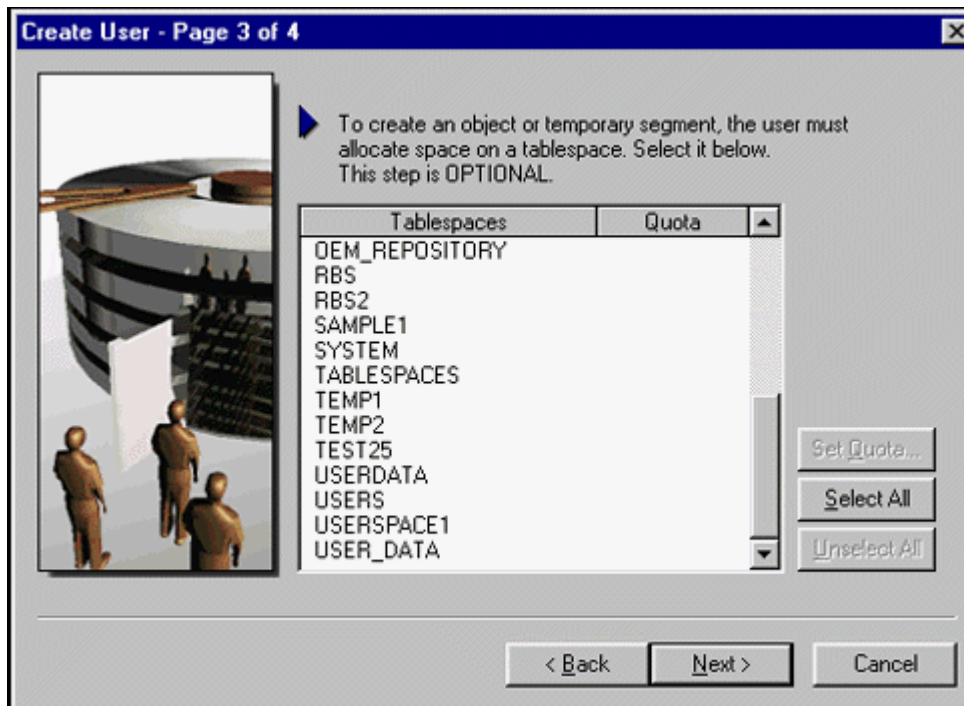 Create User - Page 3 of 4
To create an object or temporary segment, the user must
allocate space on a tablespace. Select it below.
This step is OPTIONAL.
Tablespaces Quota
OEM_REPOSITORY
RBS
RBS2
SAMPLE1
SYSTEM
TABLESPACES
TEMP1
TEMP2
TEST25
USERDATA
USERS
USERSPACE1
USER_DATA
Set Quota...
Select All
Unselect All
< Back Next > Cancel